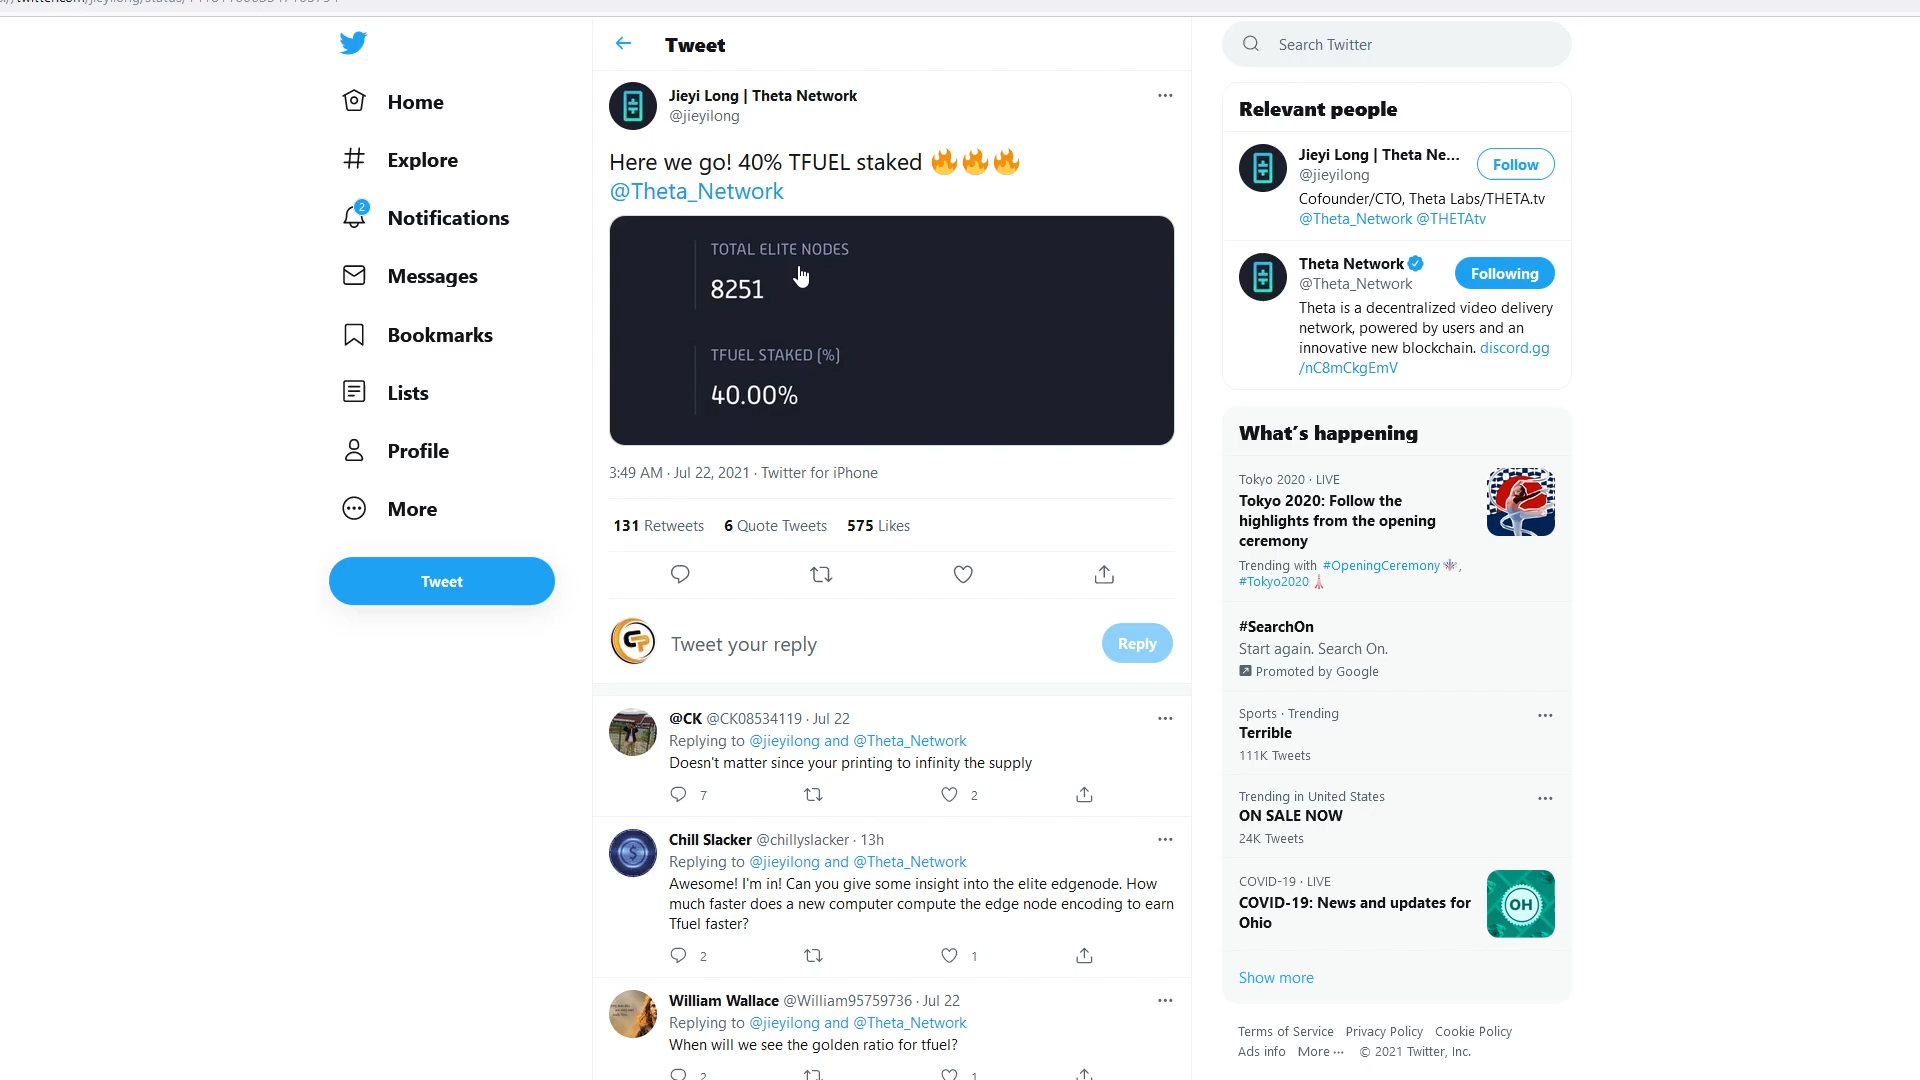 Home
Explore
2
Notifications
Messages
Bookmarks
Lists
Profile
More
Tweet
Tweet
Jieyi Long | Theta Network
@jieyilong
Here we go! 40% TFUEL staked 🔥🔥🔥
@Theta_Network
TOTAL ELITE NODES
8251
TFUEL STAKED (%)
40.00%
3:49 AM · Jul 22, 2021 · Twitter for iPhone
131 Retweets 6 Quote Tweets 575 Likes
Tweet your reply
Reply
@CK @CK08534119 · Jul 22
Replying to @jieyilong and @Theta_Network
Doesn't matter since your printing to infinity the supply
7 2
Chill Slacker @chillyslacker · 13h
Replying to @jieyilong and @Theta_Network
Awesome! I'm in! Can you give some insight into the elite edgenode. How
much faster does a new computer compute the edge node encoding to earn
Tfuel faster?
2 1
William Wallace @William95759736 · Jul 22
Replying to @jieyilong and @Theta_Network
When will we see the golden ratio for tfuel?
2 1
Search Twitter
Relevant people
Jieyi Long | Theta Ne...
@jieyilong
Follow
Cofounder/CTO, Theta Labs/THETA.tv
@Theta_Network @THETAtv
Theta Network
@Theta_Network
Following
Theta is a decentralized video delivery
network, powered by users and an
innovative new blockchain. discord.gg
/nC8mCkgEmV
What's happening
Tokyo 2020 · LIVE
Tokyo 2020: Follow the
highlights from the opening
ceremony
Trending with #OpeningCeremony,
#Tokyo2020
#SearchOn
Start again. Search On.
Promoted by Google
Sports · Trending
Terrible
111K Tweets
Trending in United States
ON SALE NOW
24K Tweets
COVID-19 · LIVE
COVID-19: News and updates for
Ohio
OH
Show more
Terms of Service Privacy Policy Cookie Policy
Ads info More ··· © 2021 Twitter, Inc.